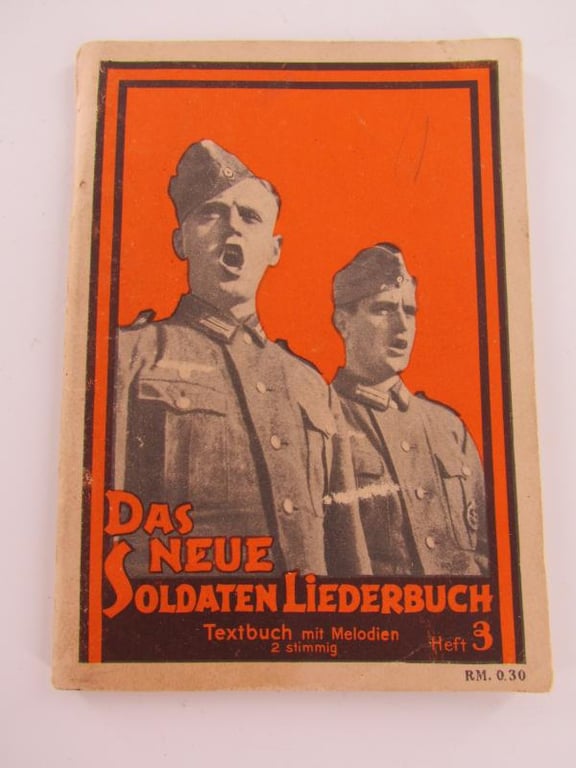 DAS
NEUE
SOLDATEN LIEDERBUCH
Textbuch mit Melodien
2 stimmig
Heft 3
RM. 0.30